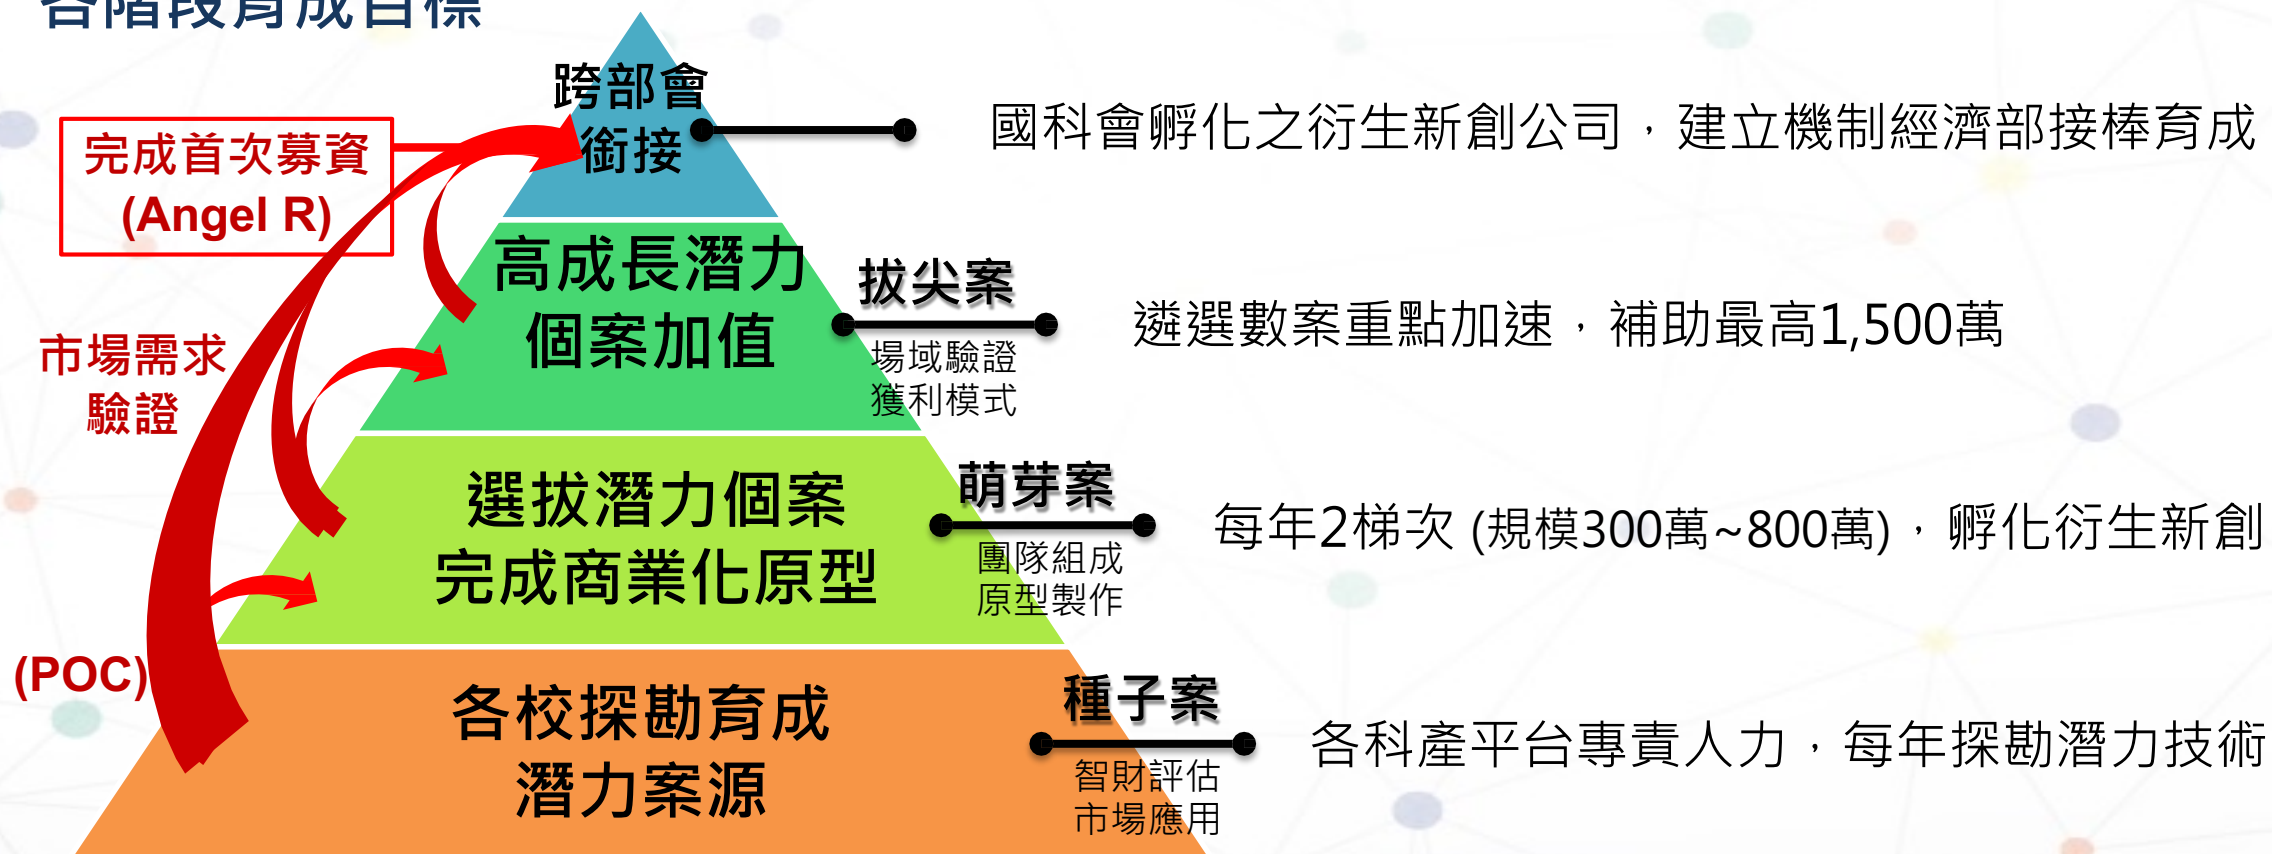 各階段育成目標
跨部會
銜接
國科會孵化之衍生新創公司，建立機制經濟部接棒育成
完成首次募資
(Angel R)
高成長潛力
個案加值
拔尖案
場域驗證
獲利模式
遴選數案重點加速，補助最高1,500萬
市場需求
驗證
選拔潛力個案
完成商業化原型
萌芽案
團隊組成
原型製作
每年2梯次 (規模300萬~800萬)，孵化衍生新創
(POC)
各校探勘育成
潛力案源
種子案
智財評估
市場應用
各科產平台專責人力，每年探勘潛力技術